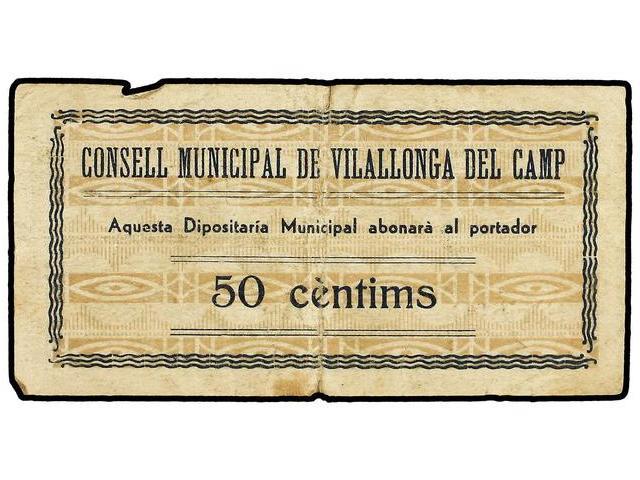 CONSELL MUNICIPAL DE VILALLONGA DEL CAMP
Aquesta Dipositaría Municipal abonarà al portador
50 cèntims